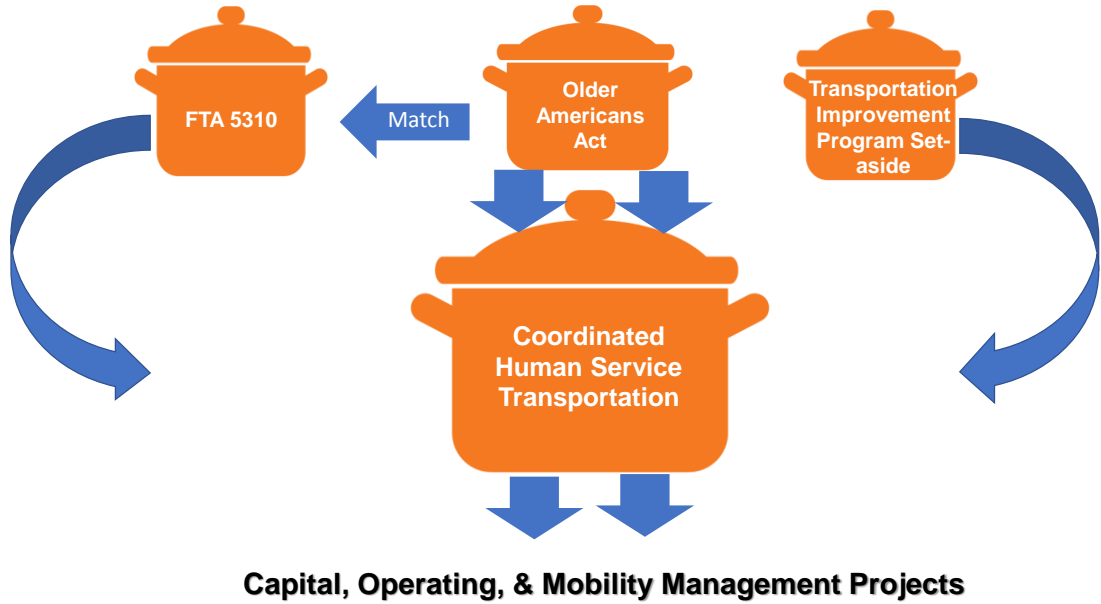 FTA 5310
Match
Older
Americans
Act
Transportation
Improvement
Program Set-
aside
Coordinated
Human Service
Transportation
Capital, Operating, & Mobility Management Projects